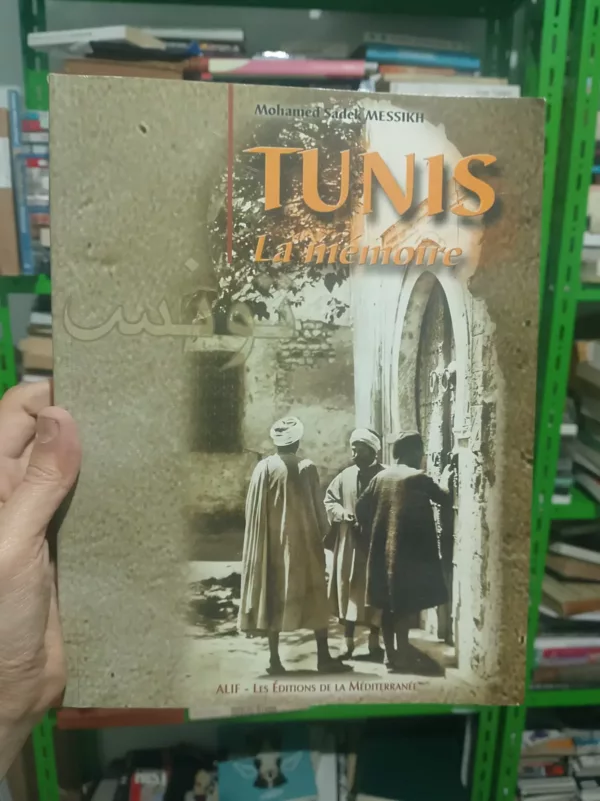 Mohamed Sadek MESSIKH
TUNIS
La mémoire
تونس
ALIF - LES ÉDITIONS DE LA MÉDITERRANÉE